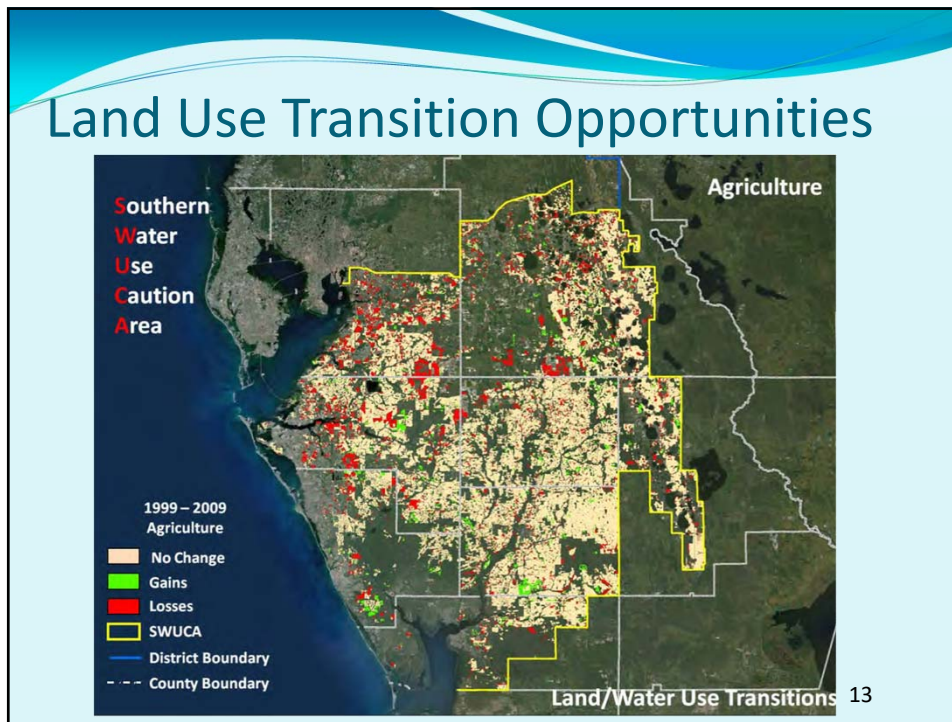 Land Use Transition Opportunities
Agriculture
Southern
Water
Use
Caution
Area
1999 – 2009
Agriculture
No Change
Gains
Losses
SWUCA
District Boundary
County Boundary
Land/Water Use Transitions
13